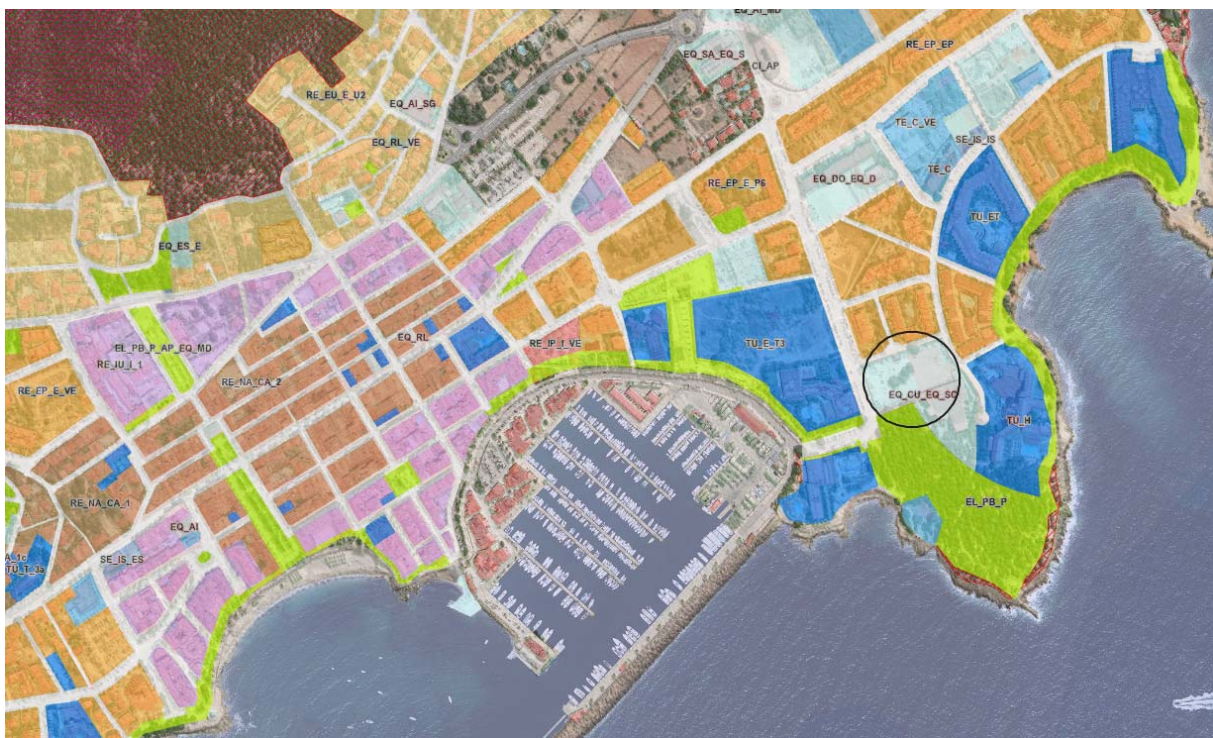 EQ_AI_MD
RE_EP_EP
EQ_SA_EQ_S
CI_AP
RE_EU_E_U2
EQ_AI_SG
TE_C_VE
EQ_RL_VE
SE_IS_IS
TE_C
EQ_DO_EQ_D
RE_EP_E_P6
TU_ET
EQ_ES_E
EQ_RL
RE_IP_I_VE
TU_E_T3
EL_PB_P_AP_EQ_MD
RE_IU_I_1
RE_NA_CA_2
RE_EP_E_VE
EQ_CU_EQ_SC
TU_H
RE_NA_CA_1
EL_PB_P
EQ_AI
SE_IS_ES
A_1c
TU_T_3a